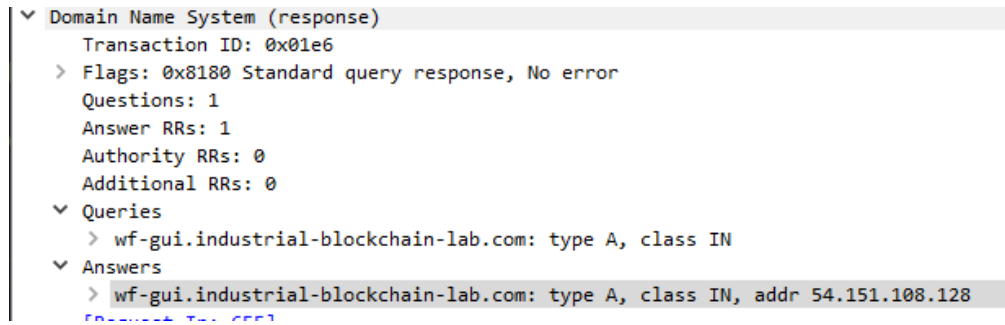 Domain Name System (response)
Transaction ID: 0x01e6
Flags: 0x8180 Standard query response, No error
Questions: 1
Answer RRs: 1
Authority RRs: 0
Additional RRs: 0
Queries
wf-gui.industrial-blockchain-lab.com: type A, class IN
Answers
wf-gui.industrial-blockchain-lab.com: type A, class IN, addr 54.151.108.128